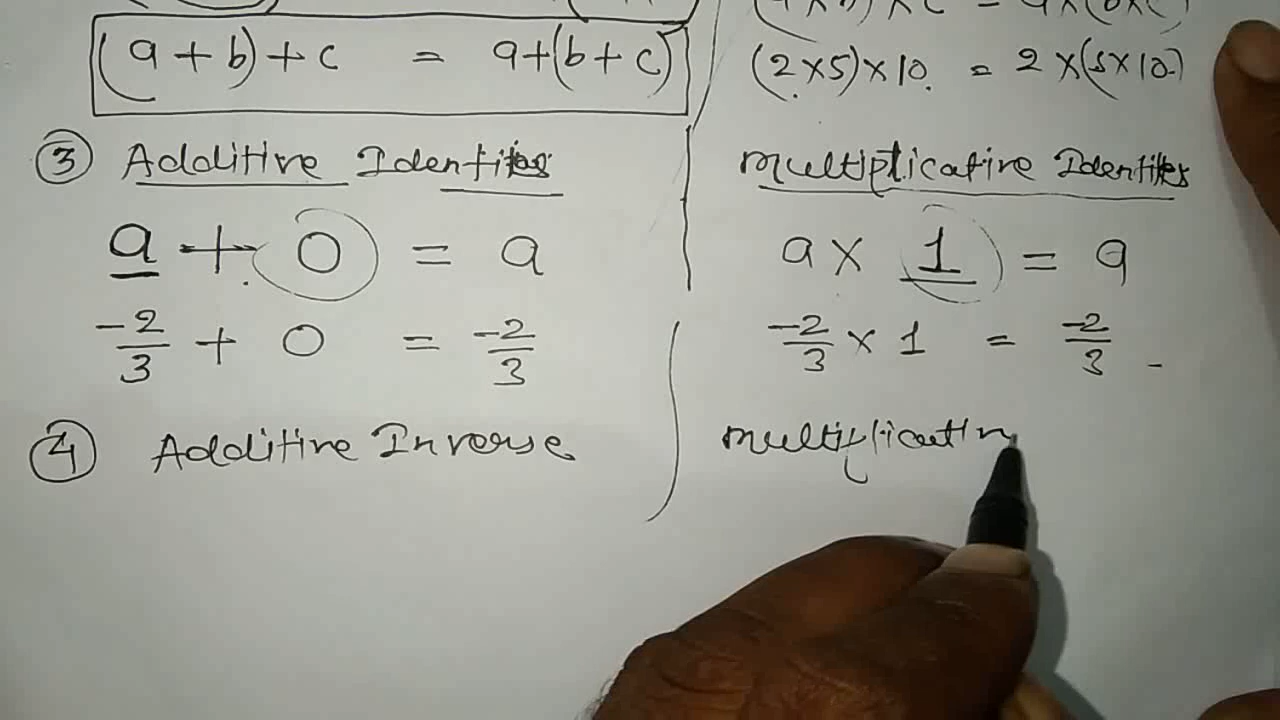 (a + b) + c = a + (b + c)
(2 × 5) × 10 = 2 × (5 × 10)
③ Additive Identities
a + 0 = a
-2/3 + 0 = -2/3
Multiplicative Identities
a × 1 = a
-2/3 × 1 = -2/3
④ Additive Inverse
multiplicativ